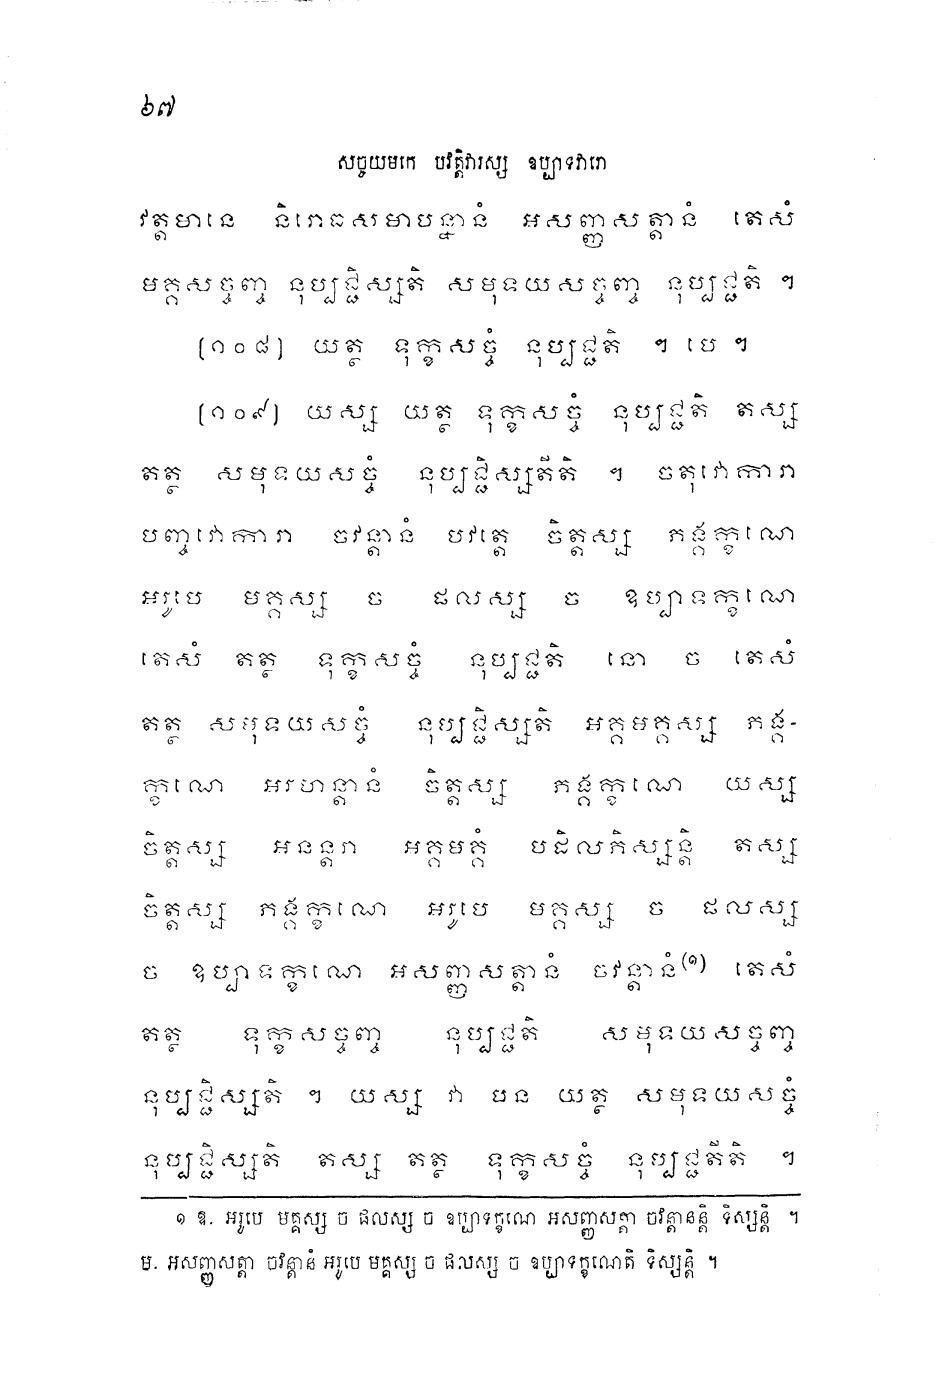 ៦៧
សច្ចយមកេ បវត្តិវារស្ស ឧប្បាទវារោ
វត្តមានេ និរោធសមាបន្នានំ អសញ្ញសត្តានំ តេសំ
មគ្គសច្ចញ្ច នុប្បជ្ជិស្សតិ សមុទយសច្ចញ្ច នុប្បជ្ជតិ ។
(១០៨) យត្ថ ទុក្ខសច្ចំ នុប្បជ្ជតិ ។ បេ ។
(១០៩) យស្ស យត្ថ ទុក្ខសច្ចំ នុប្បជ្ជតិ តស្ស
តត្ថ សមុទយសច្ចំ នុប្បជ្ជិស្សតីតិ ។ ចតុវោការា
បញ្ចវោការា ចវន្តានំ បវត្តេ ចិត្តស្ស ភង្គក្ខណេ
អរូបេ មគ្គស្ស ច ផលស្ស ច ឧប្បាទក្ខណេ
តេសំ តត្ថ ទុក្ខសច្ចំ នុប្បជ្ជតិ នោ ច តេសំ
តត្ថ សមុទយសច្ចំ នុប្បជ្ជិស្សតិ អគ្គមគ្គស្ស ភង្គ-
ក្ខណេ អរហន្តានំ ចិត្តស្ស ភង្គក្ខណេ យស្ស
ចិត្តស្ស អនន្តរា អគ្គមគ្គំ បដិលភិស្សន្តិ តស្ស
ចិត្តស្ស ភង្គក្ខណេ អរូបេ មគ្គស្ស ច ផលស្ស
ច ឧប្បាទក្ខណេ អសញ្ញសត្តានំ ចវន្តានំ(១) តេសំ
តត្ថ ទុក្ខសច្ចញ្ច នុប្បជ្ជតិ សមុទយសច្ចញ្ច
នុប្បជ្ជិស្សតិ ។ យស្ស វា បន យត្ថ សមុទយសច្ចំ
នុប្បជ្ជិស្សតិ តស្ស តត្ថ ទុក្ខសច្ចំ នុប្បជ្ជតីតិ ។
១ ឱ. អរូបេ មគ្គស្ស ច ផលស្ស ច ឧប្បាទក្ខណេ អសញ្ញសត្តា ចវន្តានន្តិ ទិស្សន្តិ ។
ម. អសញ្ញសត្តា ចវន្តានំ អរូបេ មគ្គស្ស ច ផលស្ស ច ឧប្បាទក្ខណេតិ ទិស្សន្តិ ។